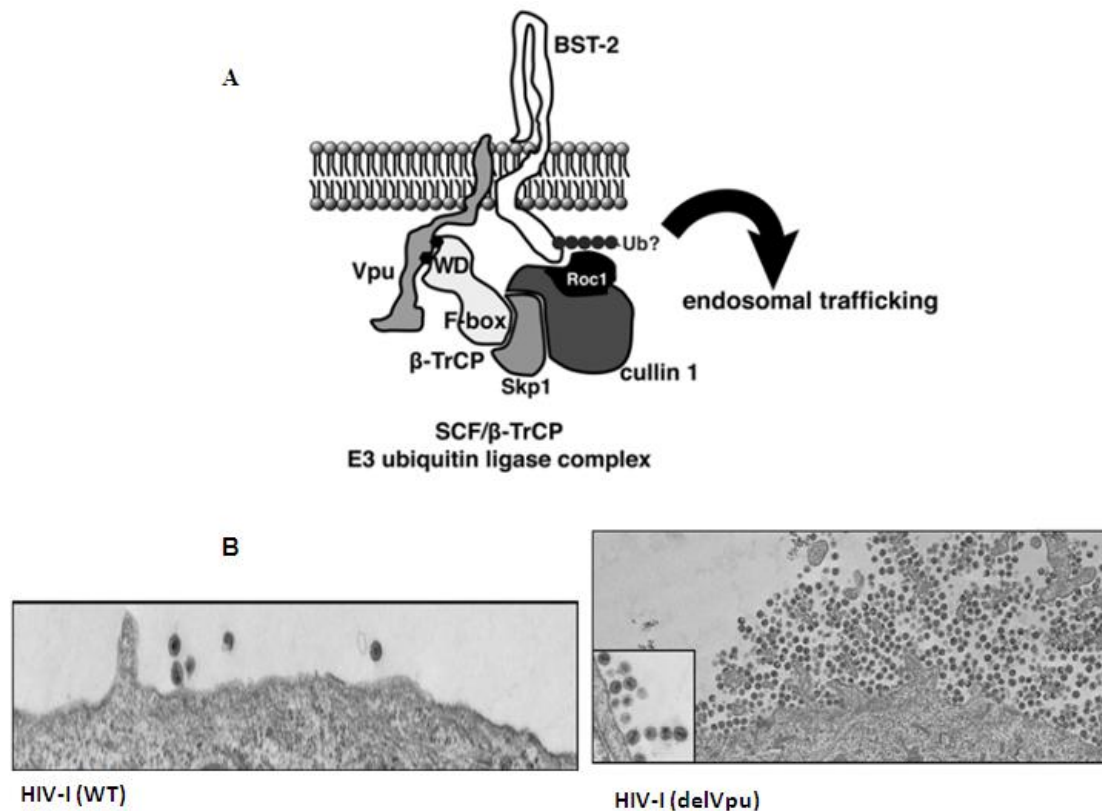 A
BST-2
Vpu
WD
Ub?
Roc1
endosomal trafficking
F-box
β-TrCP
Skp1
cullin 1
SCF/β-TrCP
E3 ubiquitin ligase complex
B
HIV-I (WT)
HIV-I (delVpu)